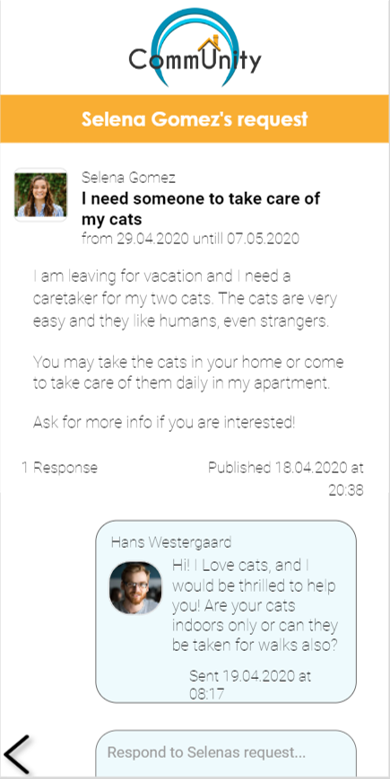 CommUnity
Selena Gomez's request
Selena Gomez
I need someone to take care of
my cats
from 29.04.2020 untill 07.05.2020
I am leaving for vacation and I need a
caretaker for my two cats. The cats are very
easy and they like humans, even strangers.
You may take the cats in your home or come
to take care of them daily in my apartment.
Ask for more info if you are interested!
1 Response
Published 18.04.2020 at
20:38
Hans Westergaard
Hi! I Love cats, and I
would be thrilled to help
you! Are your cats
indoors only or can they
be taken for walks also?
Sent 19.04.2020 at
08:17
Respond to Selenas request...